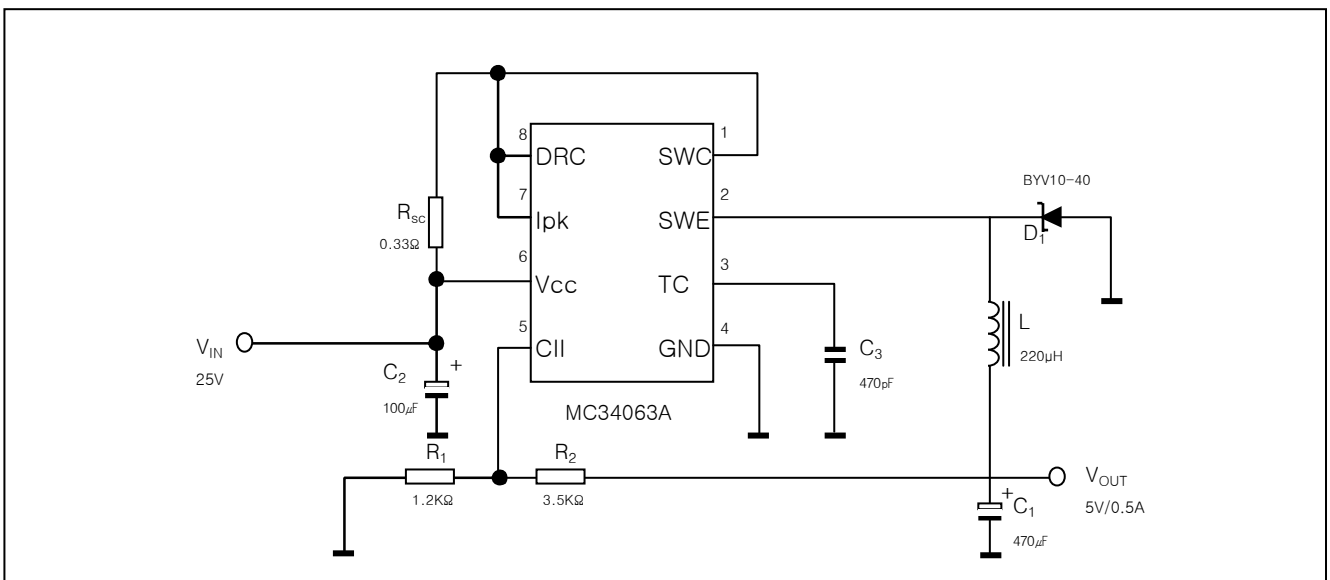 8
DRC
SWC
1
7
Ipk
SWE
2
6
Vcc
TC
3
5
CII
GND
4
MC34063A
Rsc
0.33Ω
VIN
25V
C2
+
100µF
R1
1.2KΩ
R2
3.5KΩ
BYV10-40
D1
L
220µH
C3
470pF
VOUT
5V/0.5A
+
C1
470µF